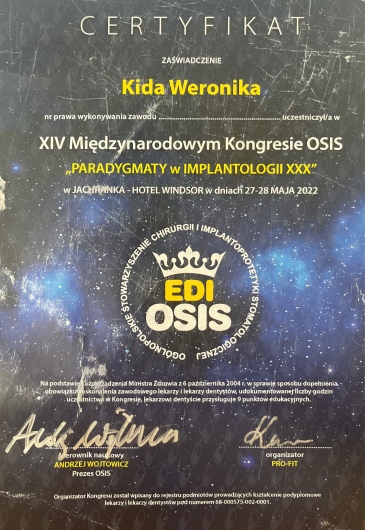 CERTYFIKAT
ZAŚWIADCZENIE
Kida Weronika
nr prawa wykonywania zawodu ............................................................ uczestniczył/a w
XIV Międzynarodowym Kongresie OSIS
„PARADYGMATY w IMPLANTOLOGII XXX”
w JACHRANKA - HOTEL WINDSOR w dniach 27-28 MAJA 2022
OGÓLNOPOLSKIE STOWARZYSZENIE CHIRURGII I IMPLANTOPROTETYKI STOMATOLOGICZNEJ
EDI
OSIS
Na podstawie rozporządzenia Ministra Zdrowia z 6 października 2004 r. w sprawie sposobu dopełnienia
obowiązku doskonalenia zawodowego lekarzy i lekarzy dentystów, udokumentowanej liczby godzin
uczestnictwa w Kongresie, lekarzowi dentyście przysługuje 9 punktów edukacyjnych.
kierownik naukowy
ANDRZEJ WOJTOWICZ
Prezes OSIS
organizator
PRO-FIT
Organizator Kongresu został wpisany do rejestru podmiotów prowadzących kształcenie podyplomowe
lekarzy i lekarzy dentystów pod numerem 68-000575-002-0001.